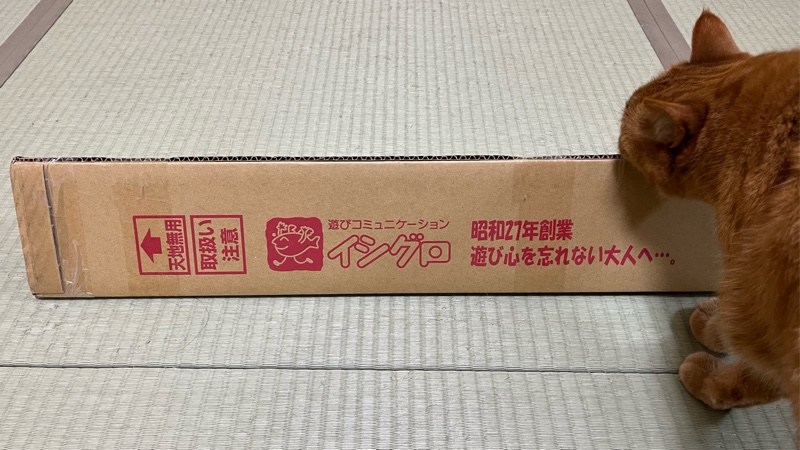 天地無用
取扱い
注意
遊びコミュニケーション
イシグロ
昭和27年創業
遊び心を忘れない大人へ…。